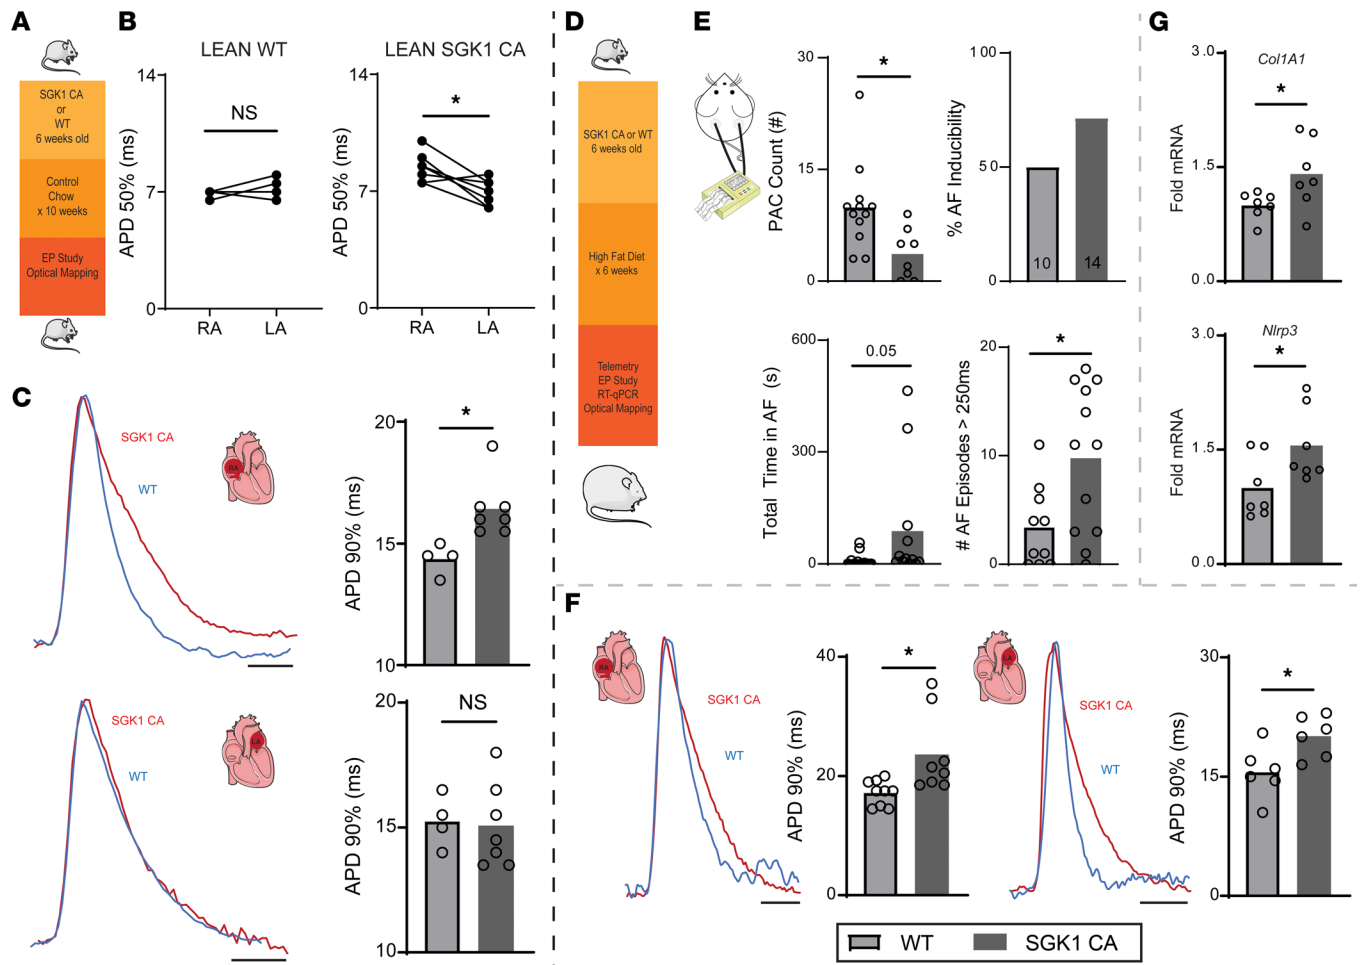 A
SGK1 CA
or
WT
6 weeks old
Control
Chow
x 10 weeks
EP Study
Optical Mapping
B
LEAN WT
APD 50% (ms)
14
7
0
NS
RA
LA
LEAN SGK1 CA
APD 50% (ms)
14
7
0
*
RA
LA
C
SGK1 CA
WT
RA
APD 90% (ms)
20
15
10
*
SGK1 CA
WT
LA
APD 90% (ms)
20
15
10
NS
D
SGK1 CA or WT
6 weeks old
High Fat Diet
x 6 weeks
Telemetry
EP Study
RT-qPCR
Optical Mapping
E
PAC Count (#)
30
15
0
*
% AF Inducibility
100
50
0
10
14
Total Time in AF (s)
600
300
0
0.05
# AF Episodes > 250ms
20
10
0
*
F
RA
SGK1 CA
WT
APD 90% (ms)
40
20
0
*
LA
SGK1 CA
WT
APD 90% (ms)
30
15
0
*
WT
SGK1 CA
G
Col1A1
Fold mRNA
3.0
1.5
0.0
*
Nlrp3
Fold mRNA
3.0
1.5
0.0
*